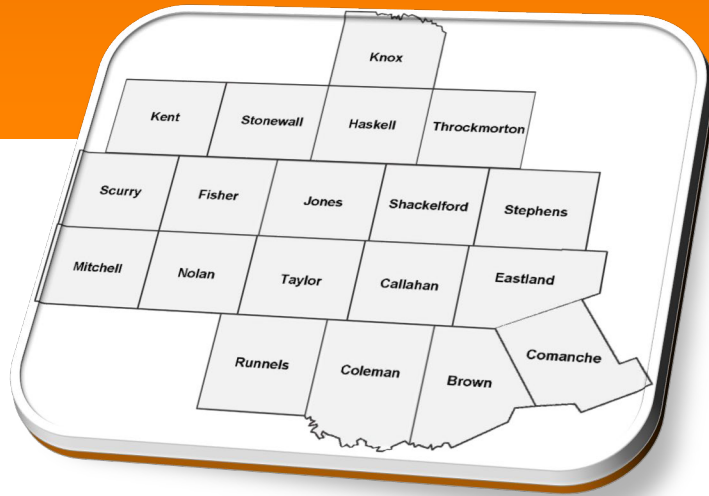 Knox
Kent Stonewall Haskell Throckmorton
Scurry Fisher Jones Shackelford Stephens
Mitchell Nolan Taylor Callahan Eastland
Runnels Coleman Brown Comanche